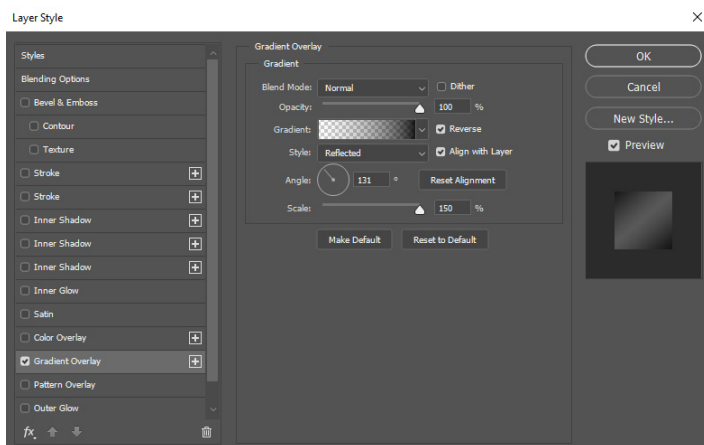 Layer Style
Styles
Blending Options
Bevel & Emboss
Contour
Texture
Stroke
Stroke
Inner Shadow
Inner Shadow
Inner Shadow
Inner Glow
Satin
Color Overlay
Gradient Overlay
Pattern Overlay
Outer Glow
fx
Gradient Overlay
Gradient
Blend Mode: Normal Dither
Opacity: 100 %
Gradient: Reverse
Style: Reflected Align with Layer
Angle: 131 ° Reset Alignment
Scale: 150 %
Make Default Reset to Default
OK
Cancel
New Style...
Preview